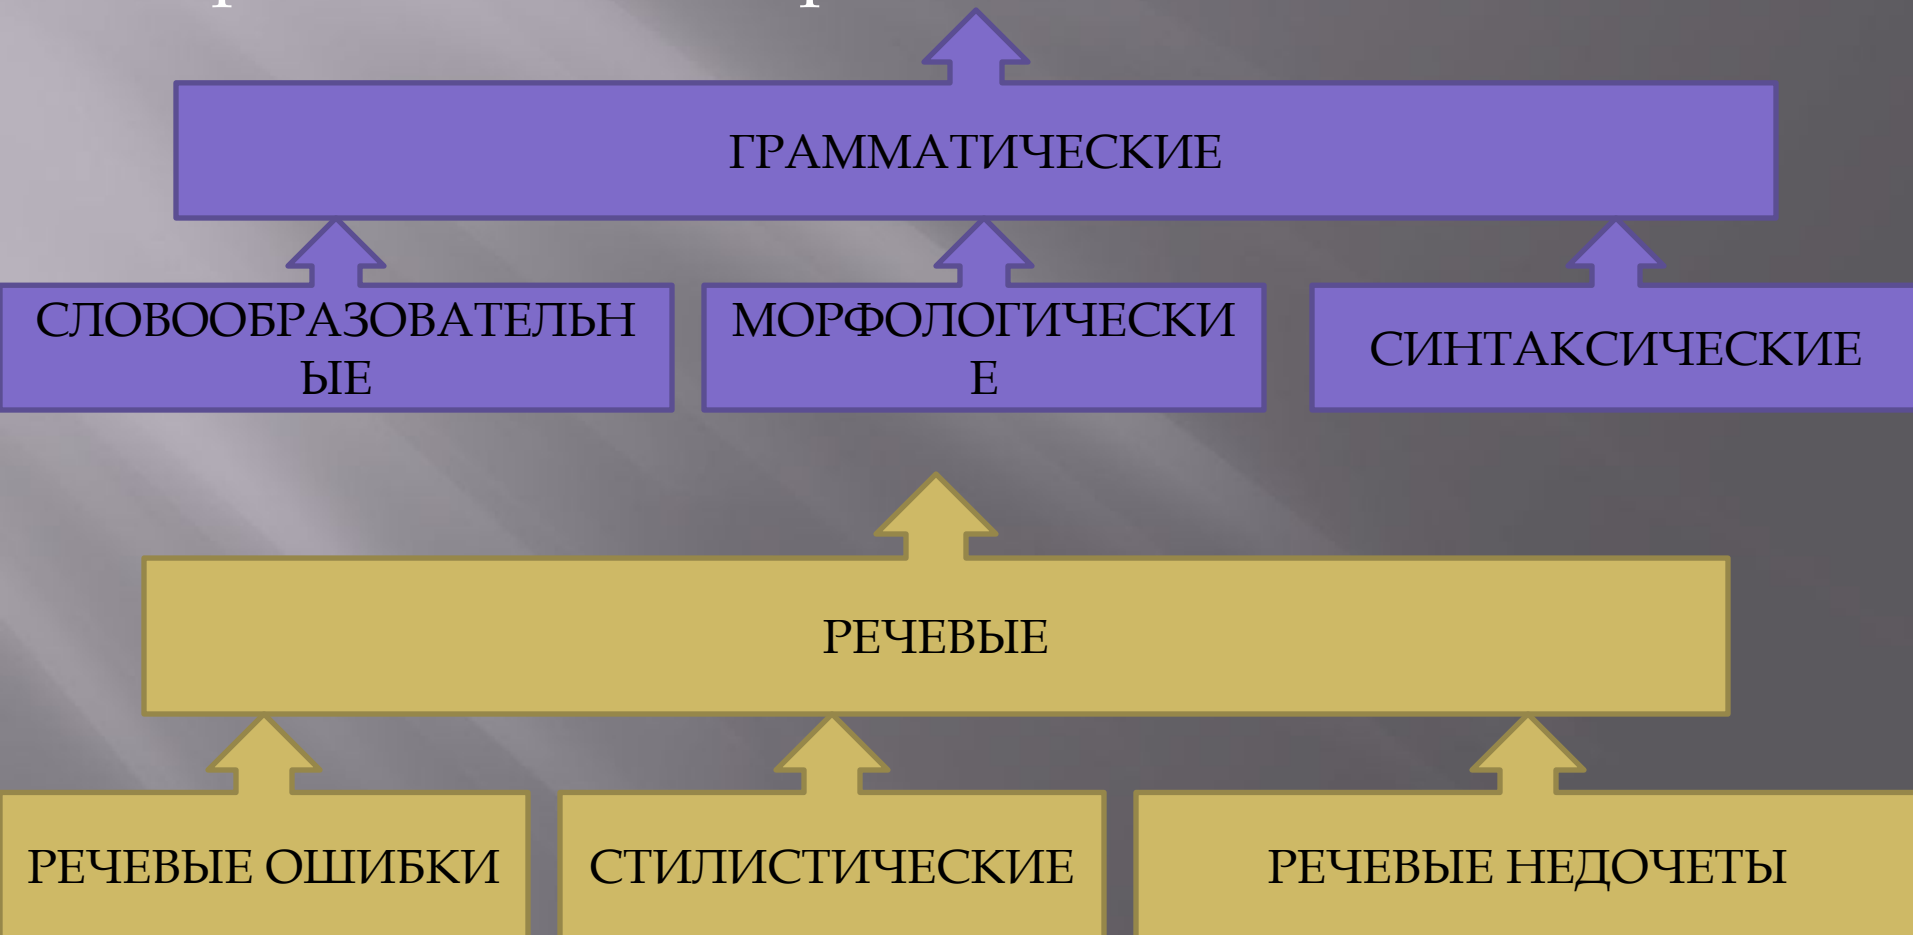 ГРАММАТИЧЕСКИЕ
СЛОВООБРАЗОВАТЕЛЬН
ЫЕ
МОРФОЛОГИЧЕСКИ
Е
СИНТАКСИЧЕСКИЕ
РЕЧЕВЫЕ
РЕЧЕВЫЕ ОШИБКИ
СТИЛИСТИЧЕСКИЕ
РЕЧЕВЫЕ НЕДОЧЕТЫ